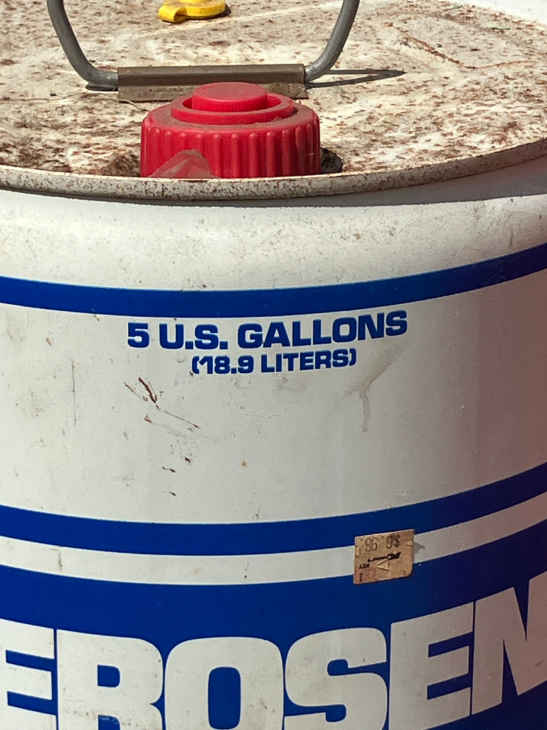 5 U.S. GALLONS
(18.9 LITERS)
EROSEN